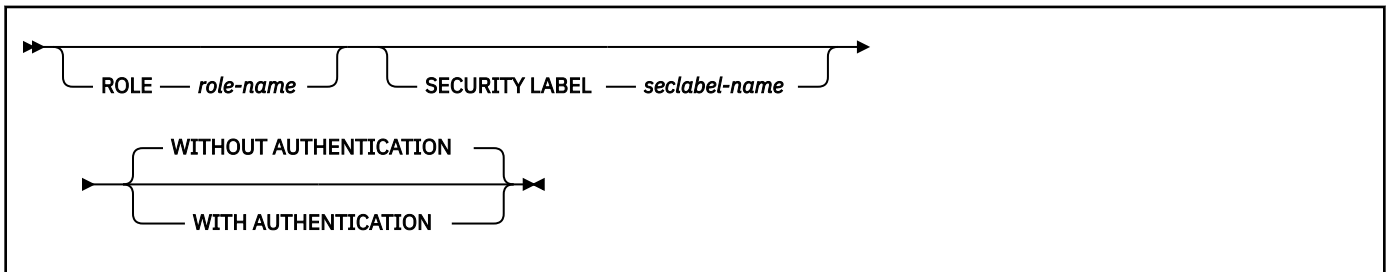 ROLE role-name SECURITY LABEL seclabel-name
WITHOUT AUTHENTICATION
WITH AUTHENTICATION